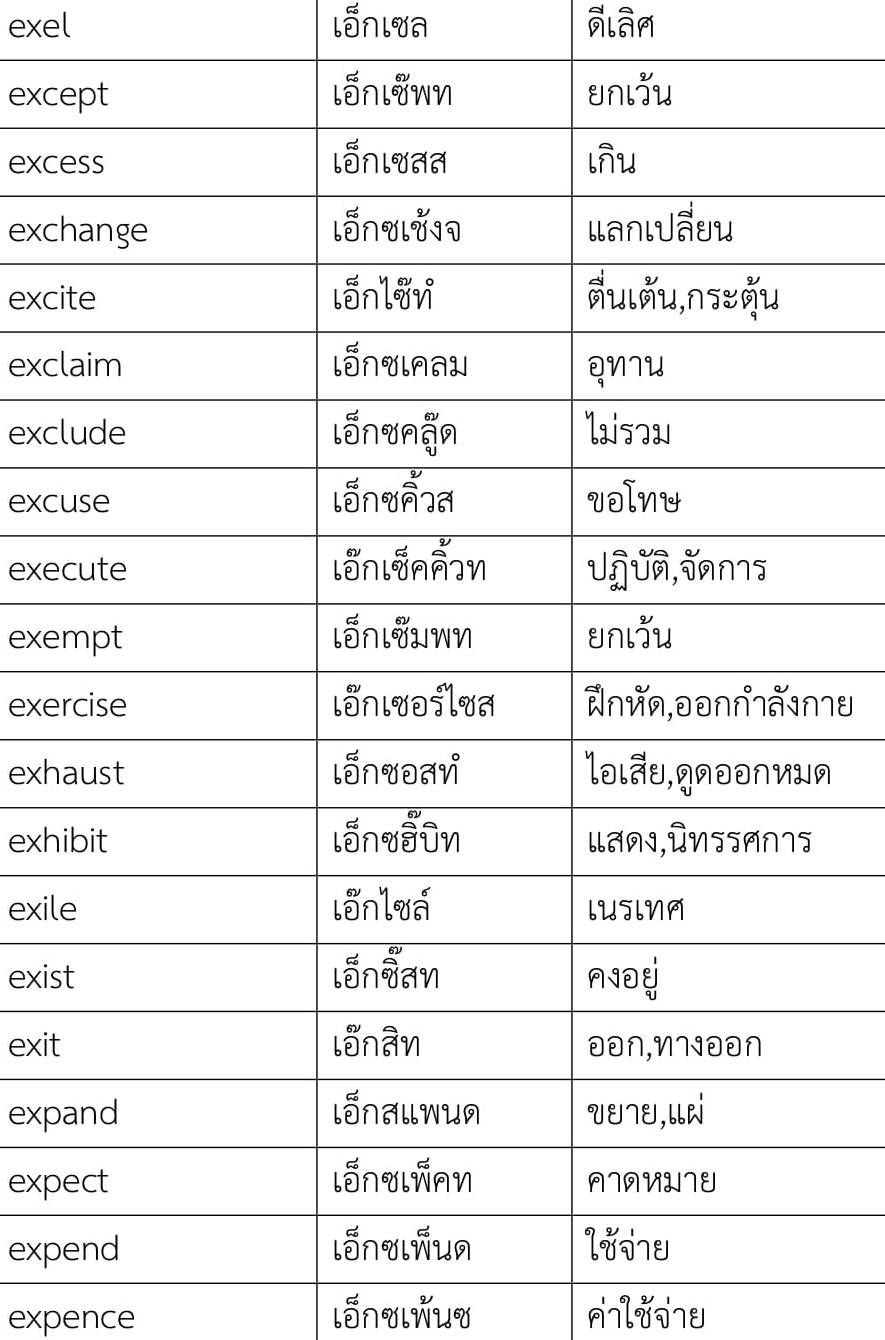 exel เอ็กเซล ดีเลิศ
except เอ็กเซ๊พท ยกเว้น
excess เอ็กเซสส เกิน
exchange เอ็กซเช้งจ แลกเปลี่ยน
excite เอ็กไซ๊ทํ ตื่นเต้น,กระตุ้น
exclaim เอ็กซเคลม อุทาน
exclude เอ็กซคลู๊ด ไม่รวม
excuse เอ็กซคิ้วส ขอโทษ
execute เอ๊กเซ็คคิ้วท ปฏิบัติ,จัดการ
exempt เอ็กเซ๊มพท ยกเว้น
exercise เอ๊กเซอร์ไซส ฝึกหัด,ออกกำลังกาย
exhaust เอ็กซอสทํ ไอเสีย,ดูดออกหมด
exhibit เอ็กซฮิ๊บิท แสดง,นิทรรศการ
exile เอ๊กไซล์ เนรเทศ
exist เอ็กซิ๊สท คงอยู่
exit เอ๊กสิท ออก,ทางออก
expand เอ็กสแพนด ขยาย,แผ่
expect เอ็กซเพ็คท คาดหมาย
expend เอ็กซเพ็นด ใช้จ่าย
expence เอ็กซเพ้นซ ค่าใช้จ่าย